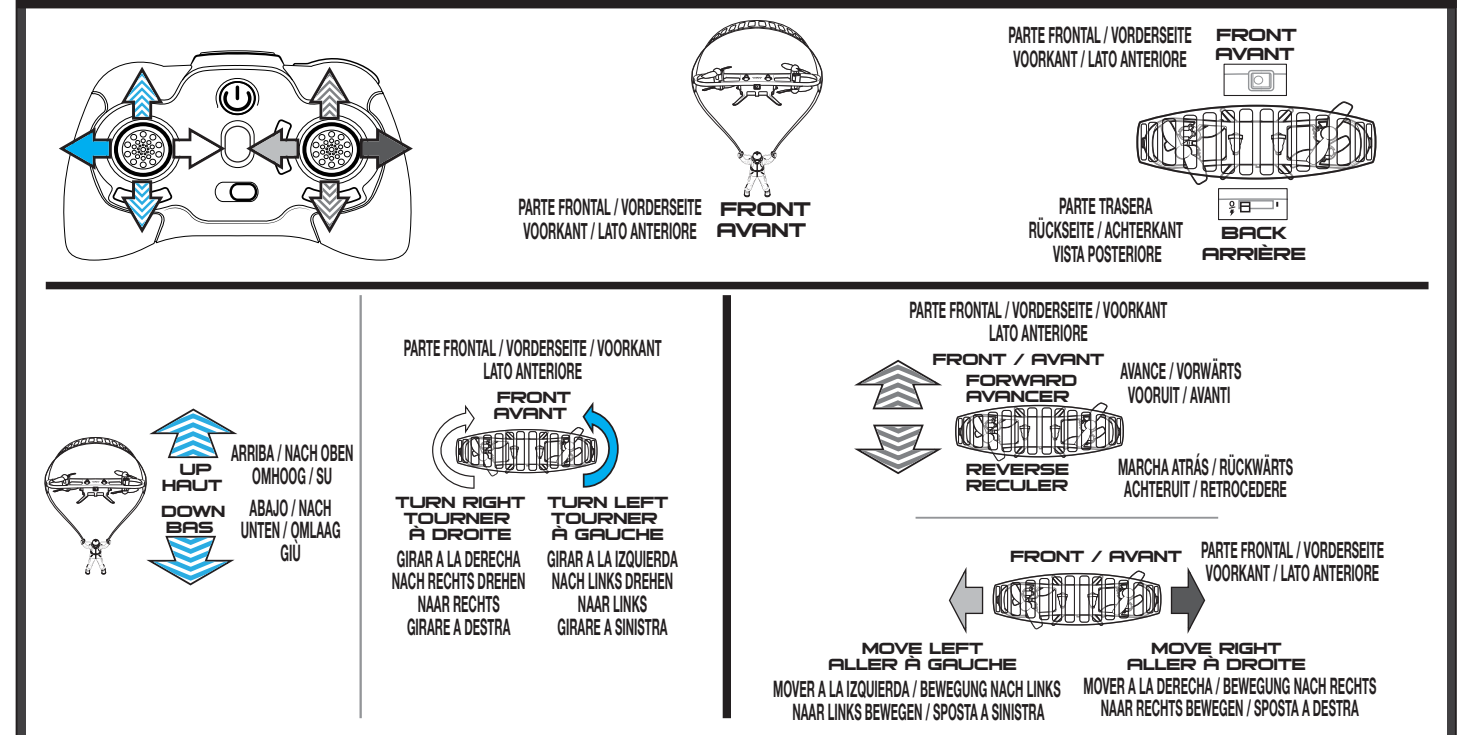 PARTE FRONTAL / VORDERSEITE
VOORKANT / LATO ANTERIORE
FRONT
AVANT
PARTE FRONTAL / VORDERSEITE
VOORKANT / LATO ANTERIORE
FRONT
AVANT
PARTE TRASERA
RÜCKSEITE / ACHTERKANT
VISTA POSTERIORE
BACK
ARRIÈRE
UP
HAUT
ARRIBA / NACH OBEN
OMHOOG / SU
DOWN
BAS
ABAJO / NACH
UNTEN / OMLAAG
GIÙ
PARTE FRONTAL / VORDERSEITE / VOORKANT
LATO ANTERIORE
FRONT
AVANT
TURN RIGHT
TOURNER
À DROITE
GIRAR A LA DERECHA
NACH RECHTS DREHEN
NAAR RECHTS
GIRARE A DESTRA
TURN LEFT
TOURNER
À GAUCHE
GIRAR A LA IZQUIERDA
NACH LINKS DREHEN
NAAR LINKS
GIRARE A SINISTRA
PARTE FRONTAL / VORDERSEITE / VOORKANT
LATO ANTERIORE
FRONT / AVANT
FORWARD
AVANCER
AVANCE / VORWÄRTS
VOORUIT / AVANTI
REVERSE
RECULER
MARCHA ATRÁS / RÜCKWÄRTS
ACHTERUIT / RETROCEDERE
FRONT / AVANT
PARTE FRONTAL / VORDERSEITE
VOORKANT / LATO ANTERIORE
MOVE LEFT
ALLER À GAUCHE
MOVER A LA IZQUIERDA / BEWEGUNG NACH LINKS
NAAR LINKS BEWEGEN / SPOSTA A SINISTRA
MOVE RIGHT
ALLER À DROITE
MOVER A LA DERECHA / BEWEGUNG NACH RECHTS
NAAR RECHTS BEWEGEN / SPOSTA A DESTRA